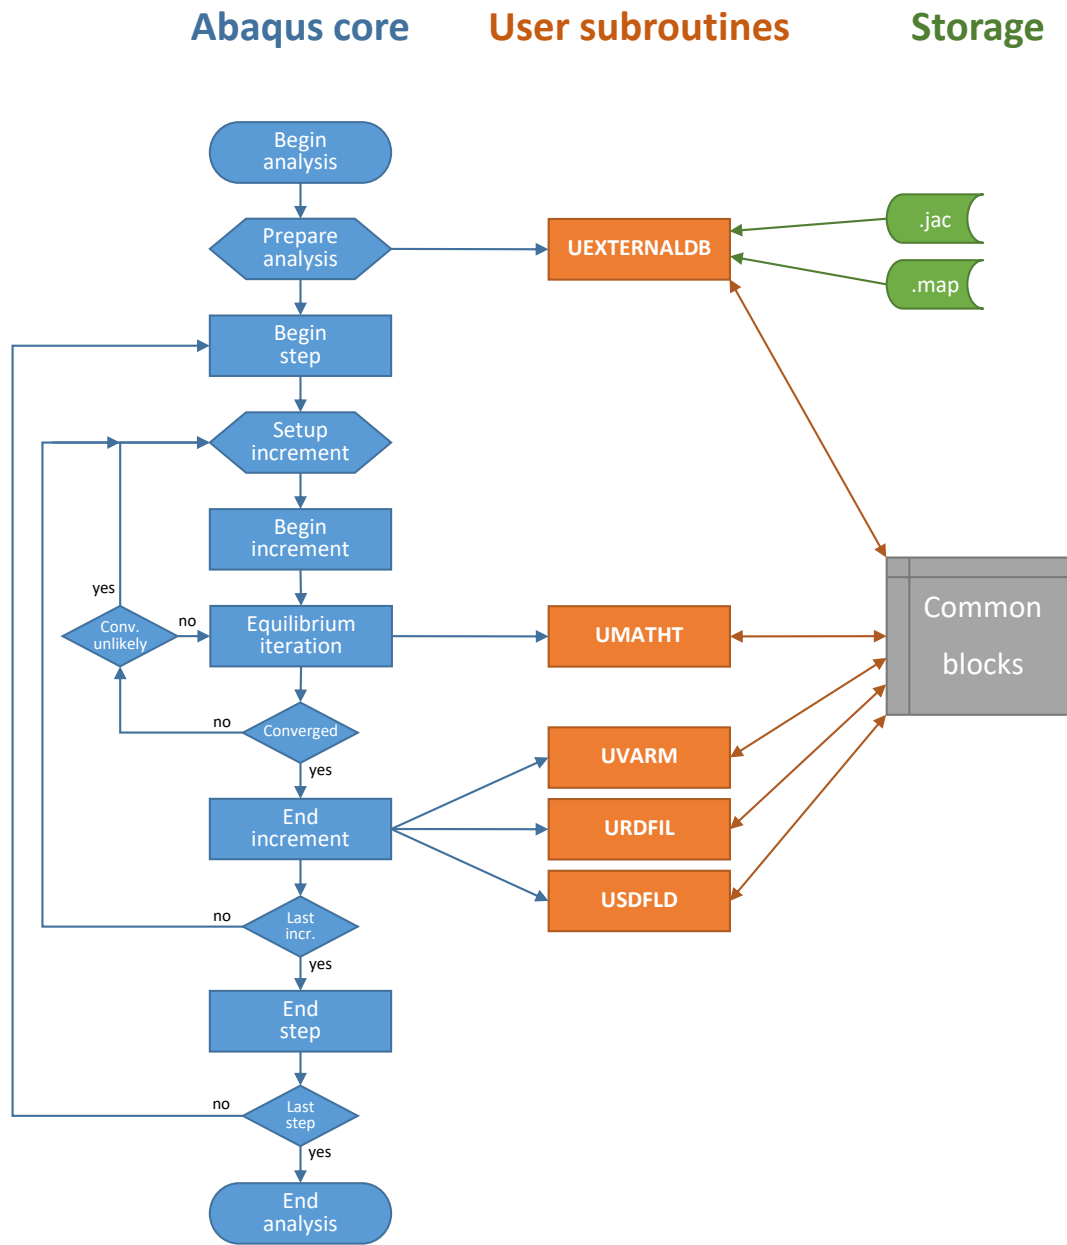 Abaqus core
User subroutines
Storage
Begin
analysis
Prepare
analysis
UEXTERNALDB
.jac
.map
Begin
step
Setup
increment
Begin
increment
yes
Conv.
unlikely
no
Equilibrium
iteration
UMATHT
Common
blocks
no
Converged
yes
UVARM
End
increment
URDFIL
USDFLD
no
Last
incr.
yes
End
step
no
Last
step
yes
End
analysis